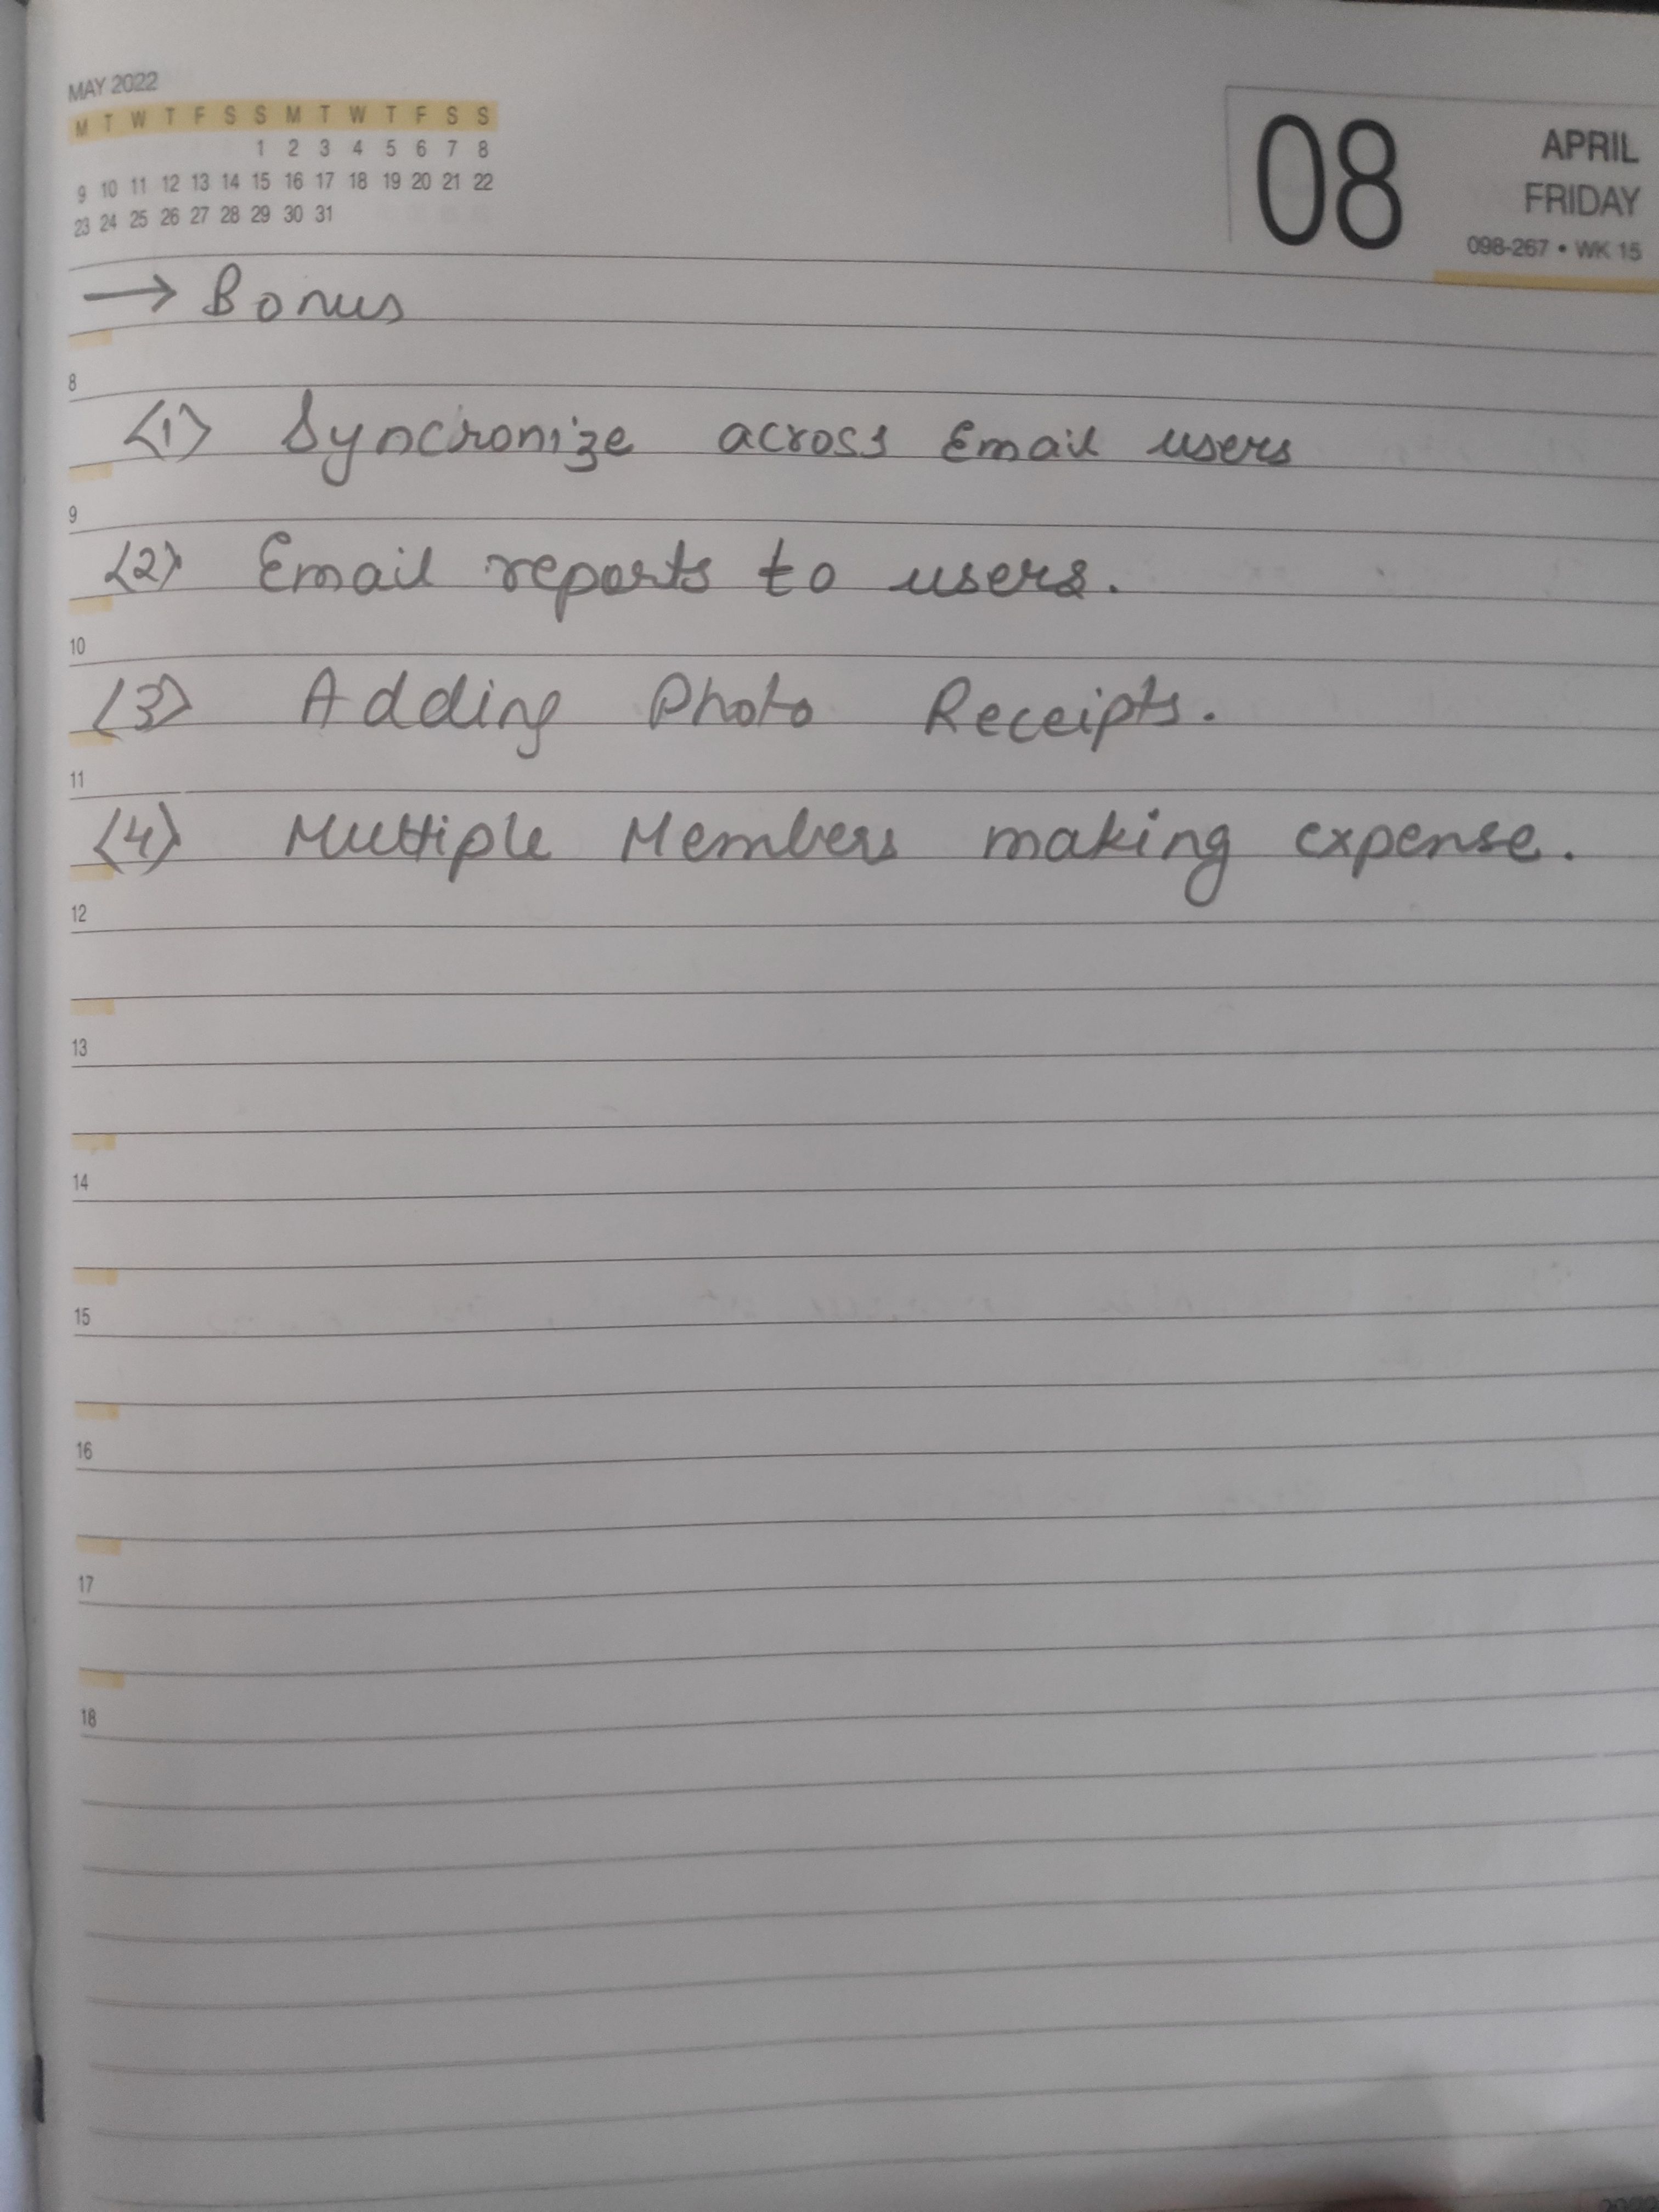 MAY 2022
M T W T F S S M T W T F S S
1 2 3 4 5 6 7 8
9 10 11 12 13 14 15 16 17 18 19 20 21 22
23 24 25 26 27 28 29 30 31
08
APRIL
FRIDAY
098-267 • WK 15
→ Bonus
8
<1> Syncronize across Email users
9
<2> Email reports to users.
10
<3> Adding Photo Receipts.
11
<4> Multiple Members making expense.
12
13
14
15
16
17
18